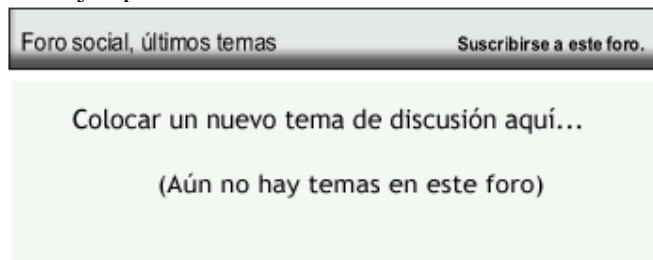 Foro social, últimos temas
Suscribirse a este foro.
Colocar un nuevo tema de discusión aquí...
(Aún no hay temas en este foro)